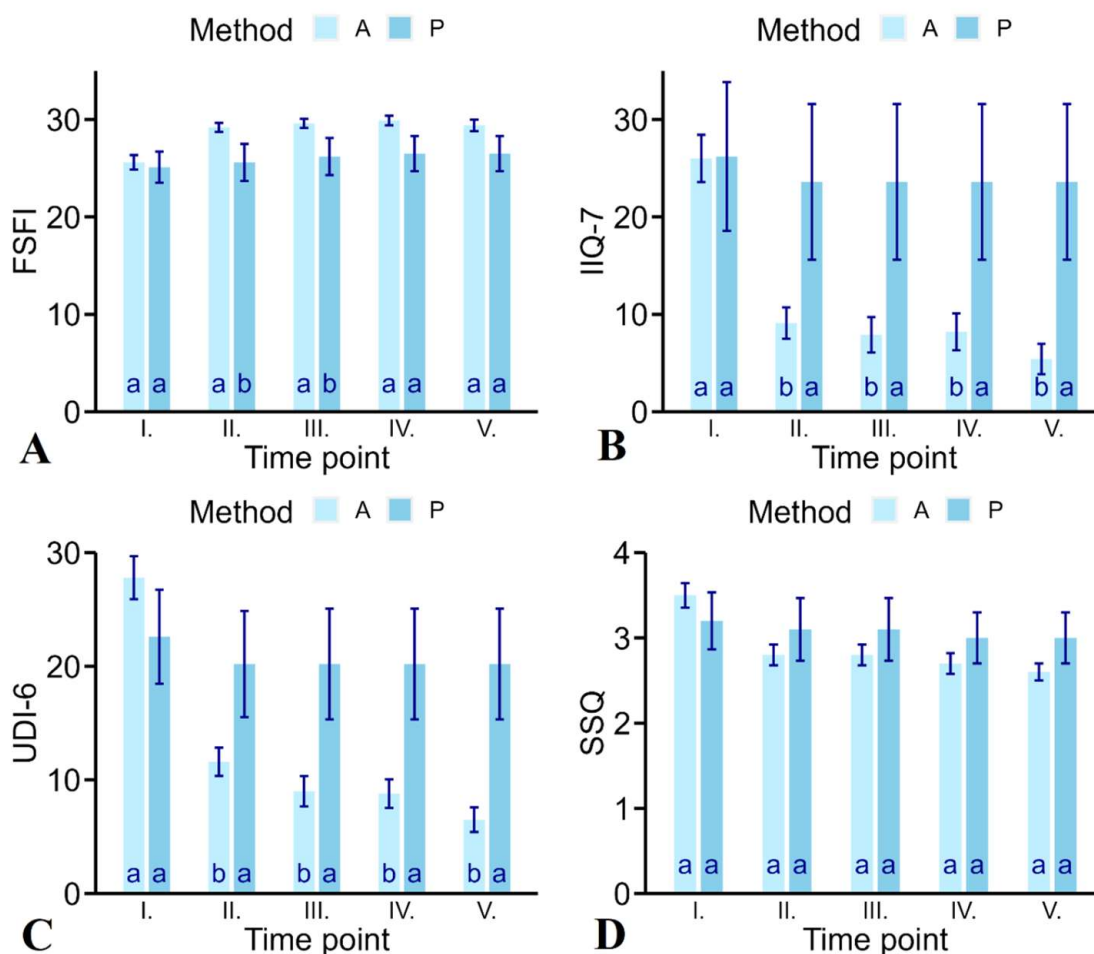 Method A P
30
20
10
0
FSFI
a a a b a b a a a a
I. II. III. IV. V.
Time point
A
Method A P
30
20
10
0
IIQ-7
a a b a b a b a b a
I. II. III. IV. V.
Time point
B
Method A P
30
20
10
0
UDI-6
a a b a b a b a b a
I. II. III. IV. V.
Time point
C
Method A P
4
3
2
1
0
SSQ
a a a a a a a a a a
I. II. III. IV. V.
Time point
D